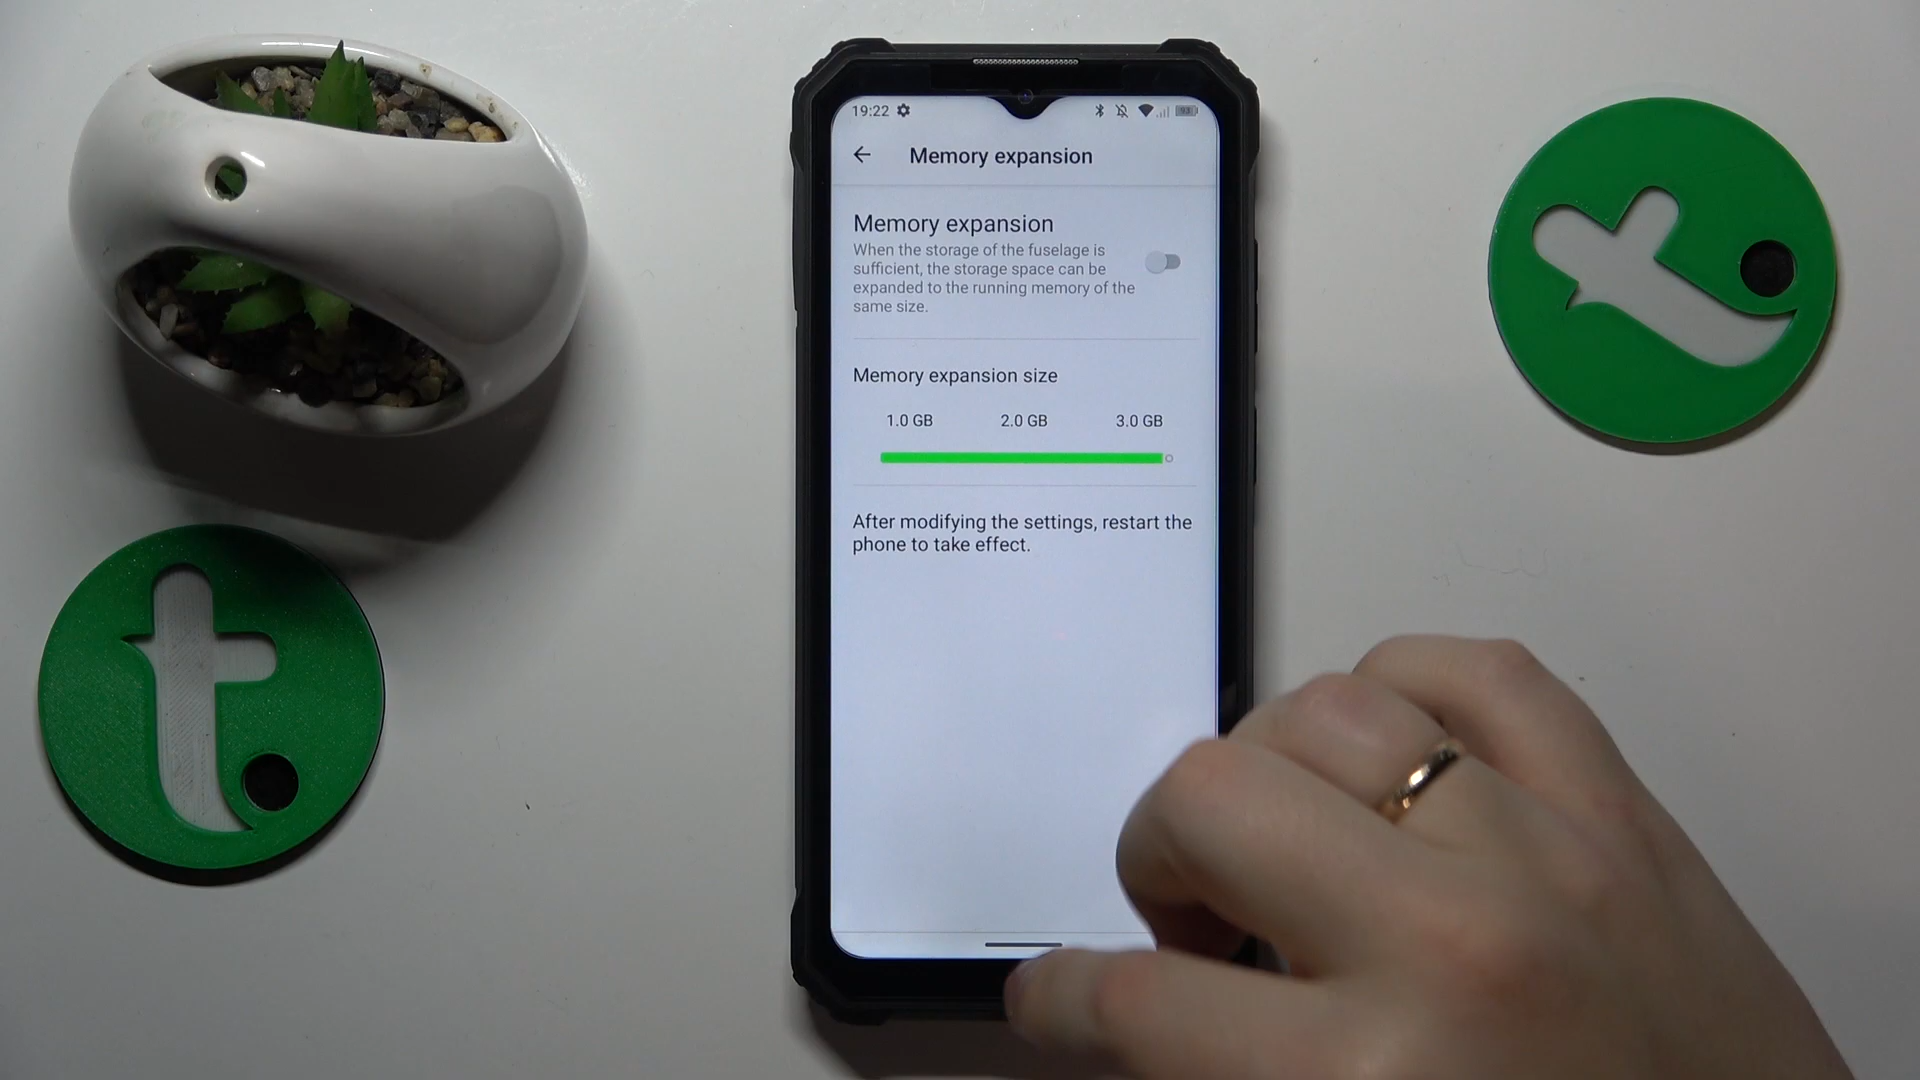 19:22
93
Memory expansion
Memory expansion
When the storage of the fuselage is
sufficient, the storage space can be
expanded to the running memory of the
same size.
Memory expansion size
1.0 GB 2.0 GB 3.0 GB
After modifying the settings, restart the
phone to take effect.
t
t